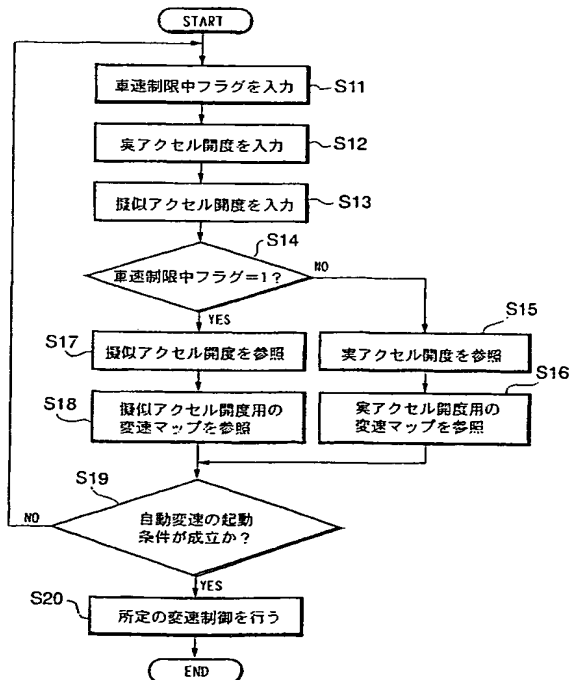 START
車速制限中フラグを入力
S11
実アクセル開度を入力
S12
擬似アクセル開度を入力
S13
S14
車速制限中フラグ=1?
NO
YES
S15
実アクセル開度を参照
S17
擬似アクセル開度を参照
S16
実アクセル開度用の
変速マップを参照
S18
擬似アクセル開度用の
変速マップを参照
S19
自動変速の起動
条件が成立か?
NO
YES
S20
所定の変速制御を行う
END